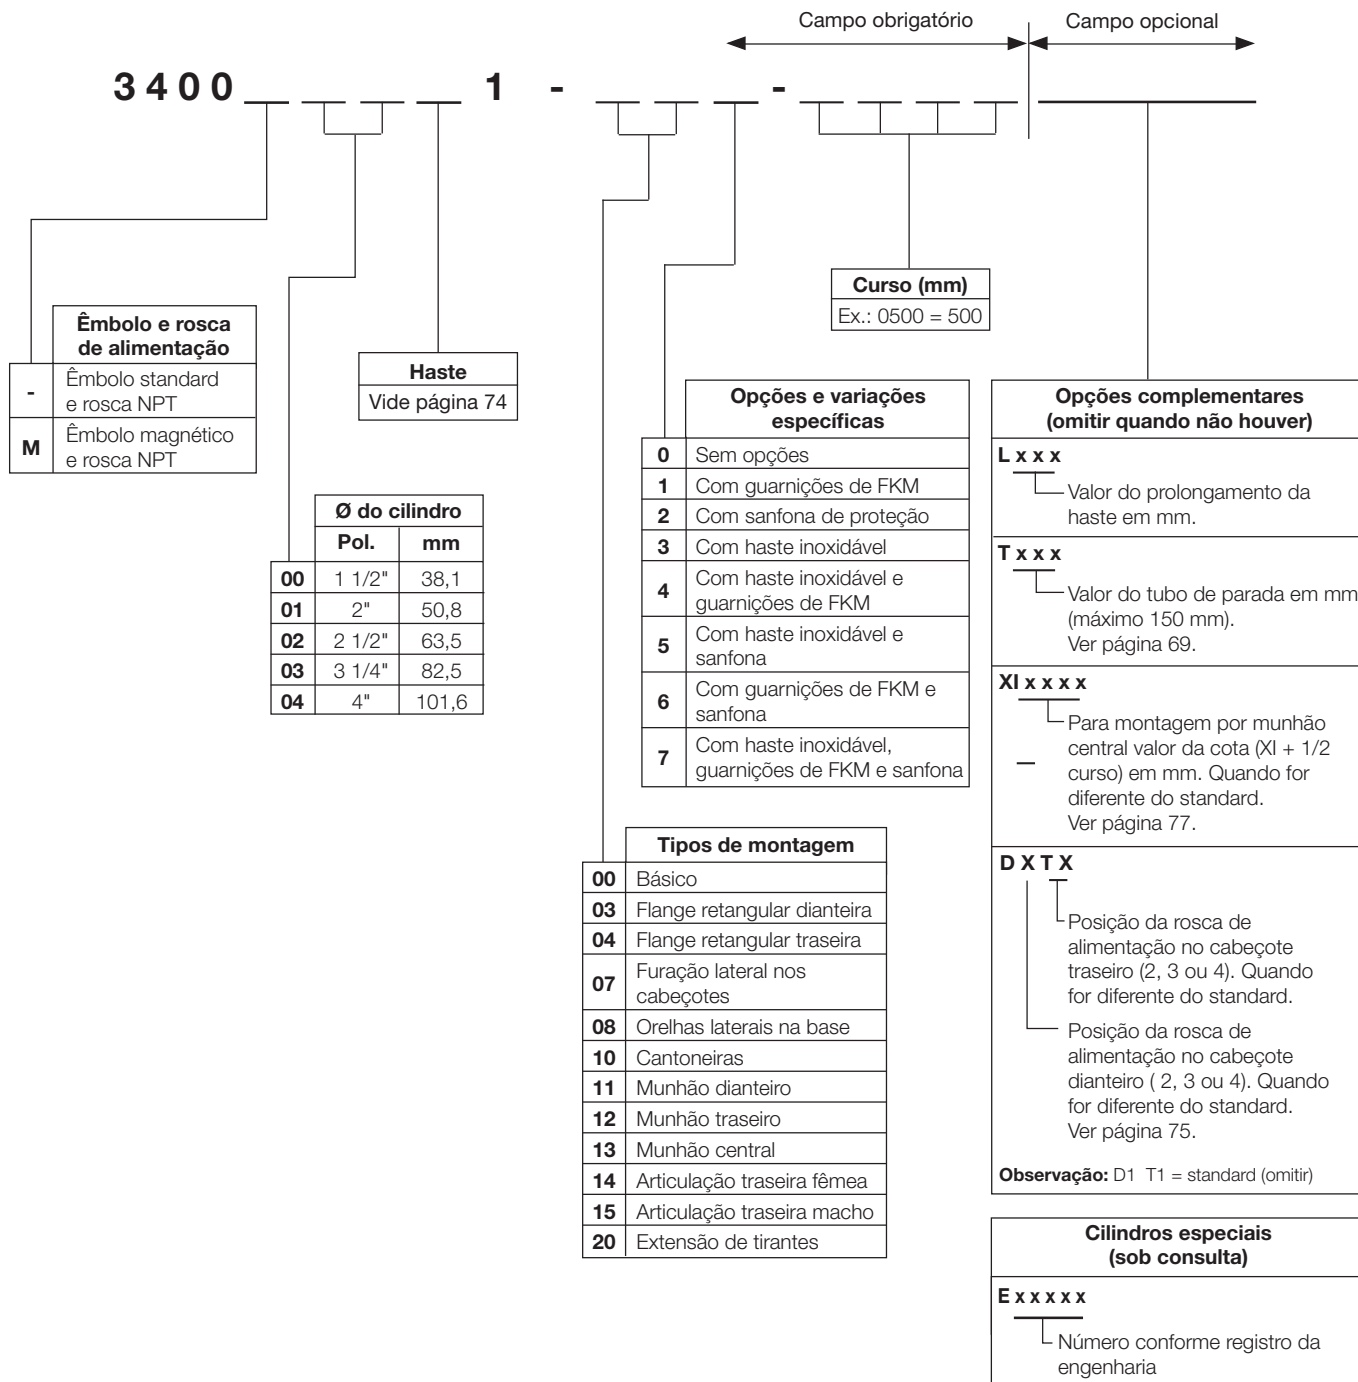 Campo obrigatório Campo opcional
3 4 0 0 1 - -
Curso (mm)
Ex.: 0500 = 500
Êmbolo e rosca
de alimentação
- Êmbolo standard
e rosca NPT
M Êmbolo magnético
e rosca NPT
Haste
Vide página 74
Ø do cilindro
Pol. mm
00 1 1/2" 38,1
01 2" 50,8
02 2 1/2" 63,5
03 3 1/4" 82,5
04 4" 101,6
Opções e variações
específicas
0 Sem opções
1 Com guarnições de FKM
2 Com sanfona de proteção
3 Com haste inoxidável
4 Com haste inoxidável e
guarnições de FKM
5 Com haste inoxidável e
sanfona
6 Com guarnições de FKM e
sanfona
7 Com haste inoxidável,
guarnições de FKM e sanfona
Tipos de montagem
00 Básico
03 Flange retangular dianteira
04 Flange retangular traseira
07 Furação lateral nos
cabeçotes
08 Orelhas laterais na base
10 Cantoneiras
11 Munhão dianteiro
12 Munhão traseiro
13 Munhão central
14 Articulação traseira fêmea
15 Articulação traseira macho
20 Extensão de tirantes
Opções complementares
(omitir quando não houver)
L x x x
Valor do prolongamento da
haste em mm.
T x x x
Valor do tubo de parada em mm
(máximo 150 mm).
Ver página 69.
XI x x x x
Para montagem por munhão
central valor da cota (XI + 1/2
curso) em mm. Quando for
diferente do standard.
Ver página 77.
D X T X
Posição da rosca de
alimentação no cabeçote
traseiro (2, 3 ou 4). Quando
for diferente do standard.
Posição da rosca de
alimentação no cabeçote
dianteiro ( 2, 3 ou 4). Quando
for diferente do standard.
Ver página 75.
Observação: D1 T1 = standard (omitir)
Cilindros especiais
(sob consulta)
E x x x x x
Número conforme registro da
engenharia